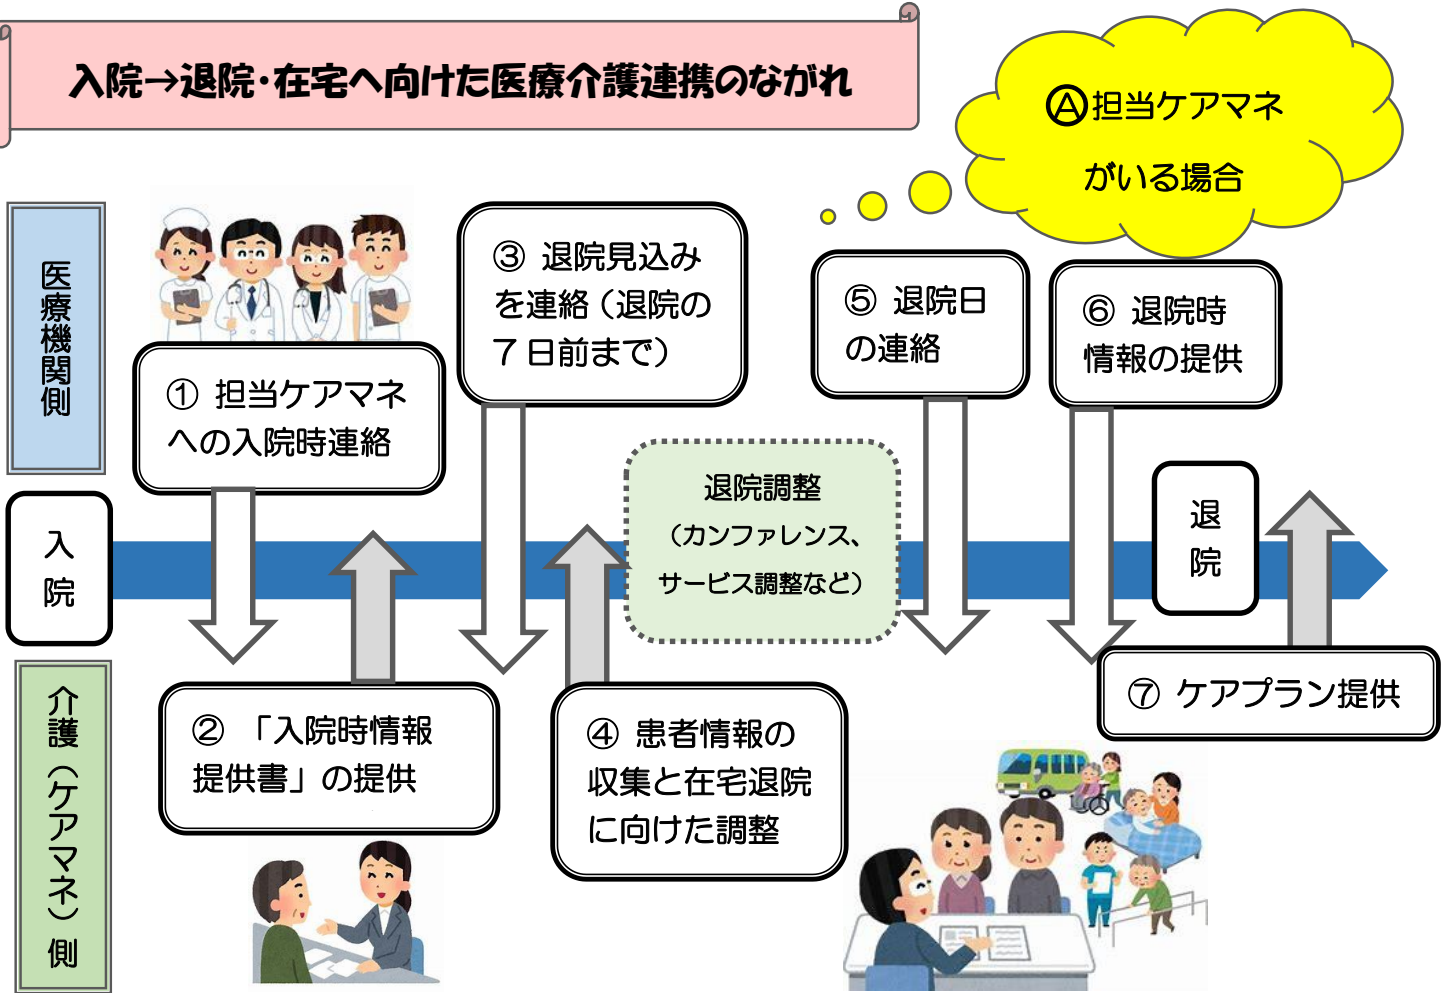 入院→退院・在宅へ向けた医療介護連携のながれ
Ⓐ担当ケアマネ
がいる場合
医療機関側
① 担当ケアマネ
への入院時連絡
③ 退院見込み
を連絡（退院の
７日前まで）
⑤ 退院日
の連絡
⑥ 退院時
情報の提供
入院
退院調整
（カンファレンス、
サービス調整など）
退院
介護（ケアマネ）側
② 「入院時情報
提供書」の提供
④ 患者情報の
収集と在宅退院
に向けた調整
⑦ ケアプラン提供